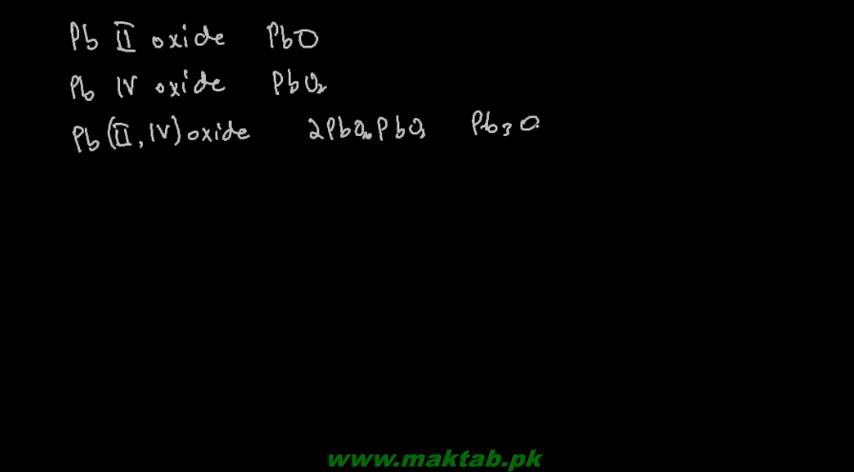 Pb II oxide PbO
Pb IV oxide PbO₂
Pb (II, IV) oxide 2PbO.PbO₂ Pb₃O
www.maktab.pk